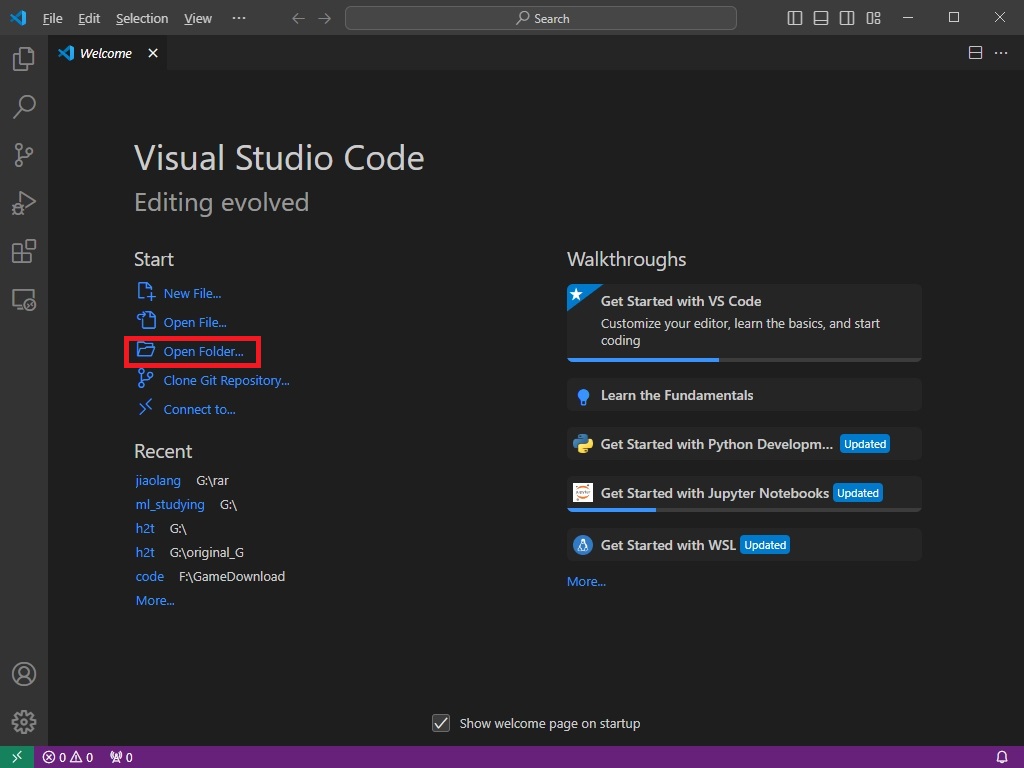 File Edit Selection View ··· Search
Welcome
Visual Studio Code
Editing evolved
Start
New File...
Open File...
Open Folder...
Clone Git Repository...
Connect to...
Recent
jiaolang G:\rar
ml_studying G:\
h2t G:\
h2t G:\original_G
code F:\GameDownload
More...
Walkthroughs
Get Started with VS Code
Customize your editor, learn the basics, and start
coding
Learn the Fundamentals
Get Started with Python Developm... Updated
Get Started with Jupyter Notebooks Updated
Get Started with WSL Updated
More...
Show welcome page on startup
0 0 0